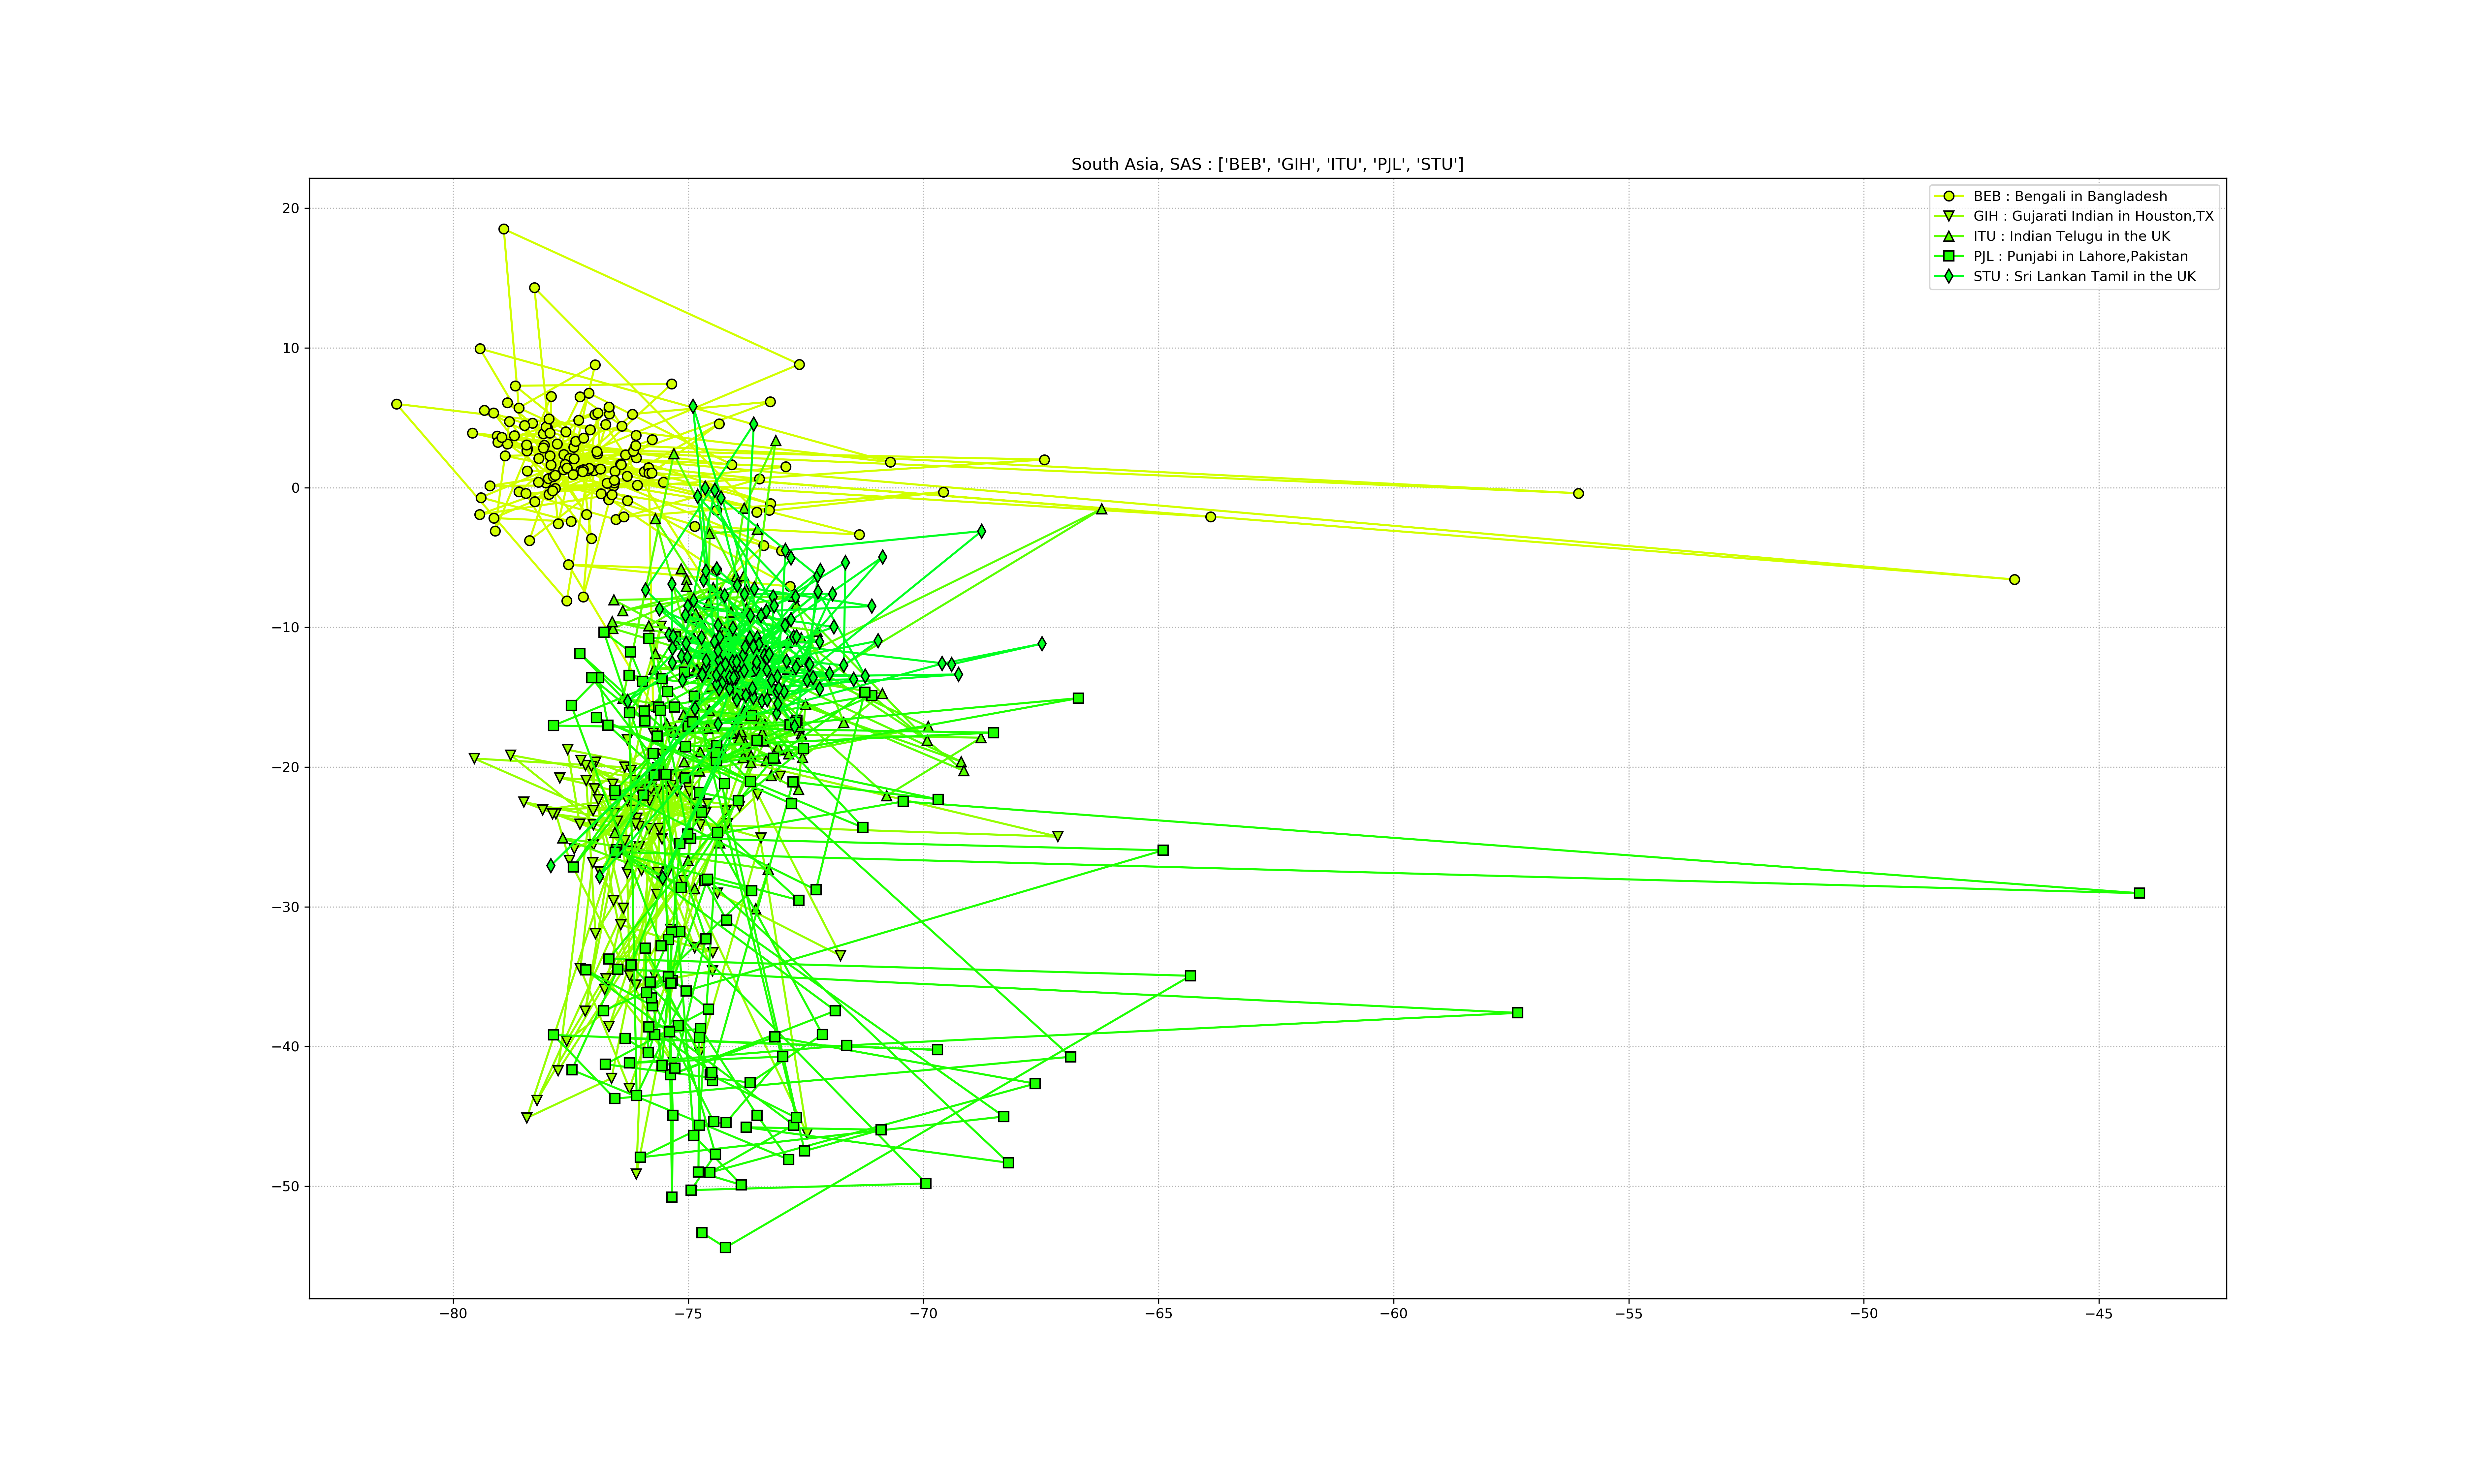 South Asia, SAS : ['BEB', 'GIH', 'ITU', 'PJL', 'STU']
BEB : Bengali in Bangladesh
GIH : Gujarati Indian in Houston,TX
ITU : Indian Telugu in the UK
PJL : Punjabi in Lahore,Pakistan
STU : Sri Lankan Tamil in the UK
20
10
0
−10
−20
−30
−40
−50
−80 −75 −70 −65 −60 −55 −50 −45